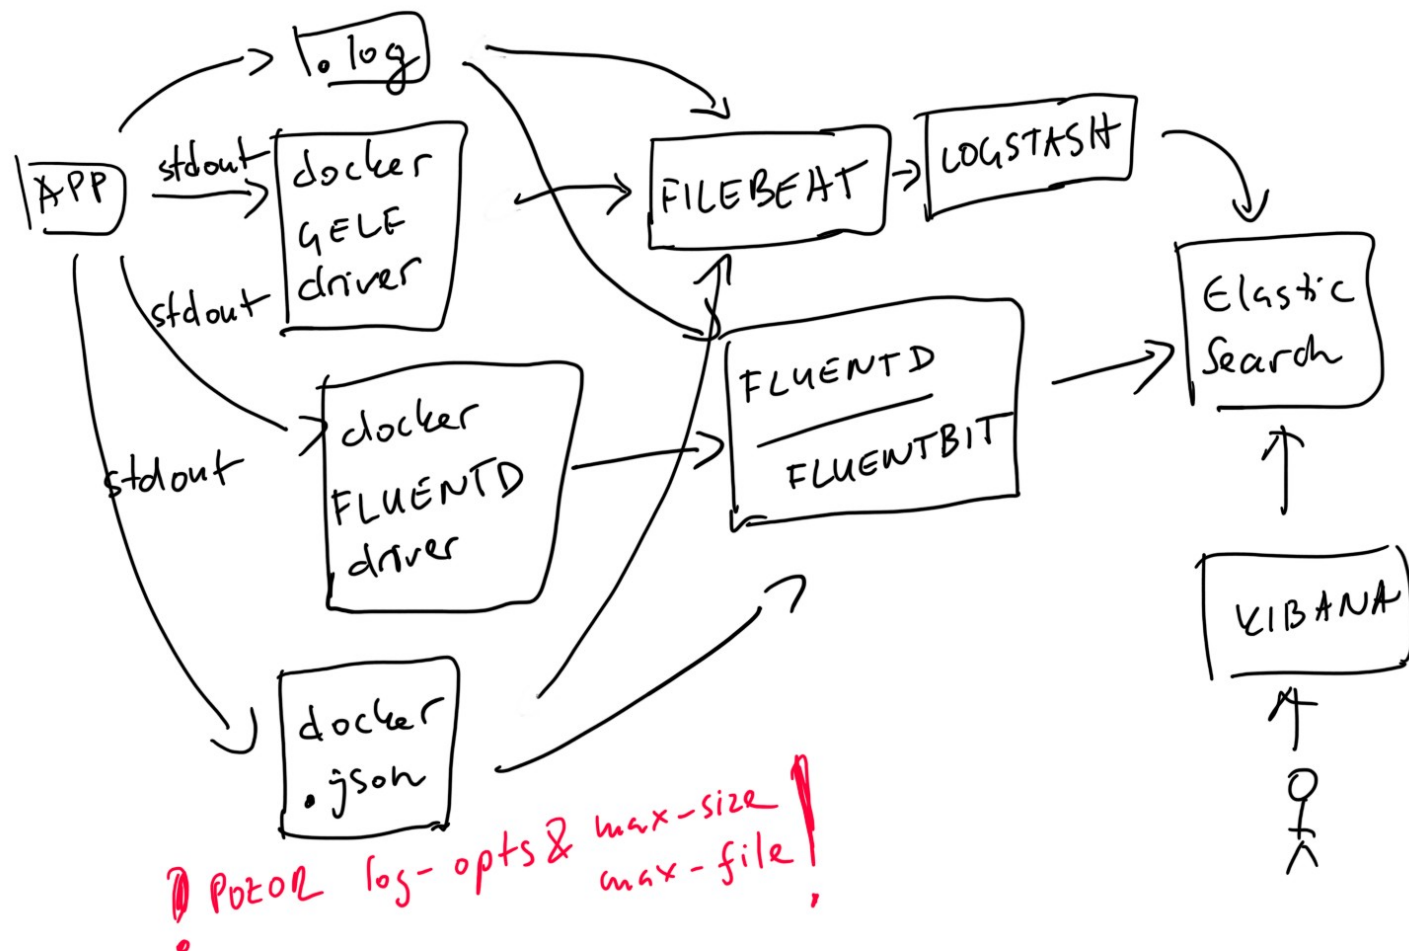 .log
APP
stdout
docker
GELF
driver
stdout
stdout
docker
FLUENTD
driver
docker
.json
FILEBEAT
LOGSTASH
FLUENTD
FLUENTBIT
Elastic
Search
KIBANA
! POZOR log-opts & max-size !
max-file